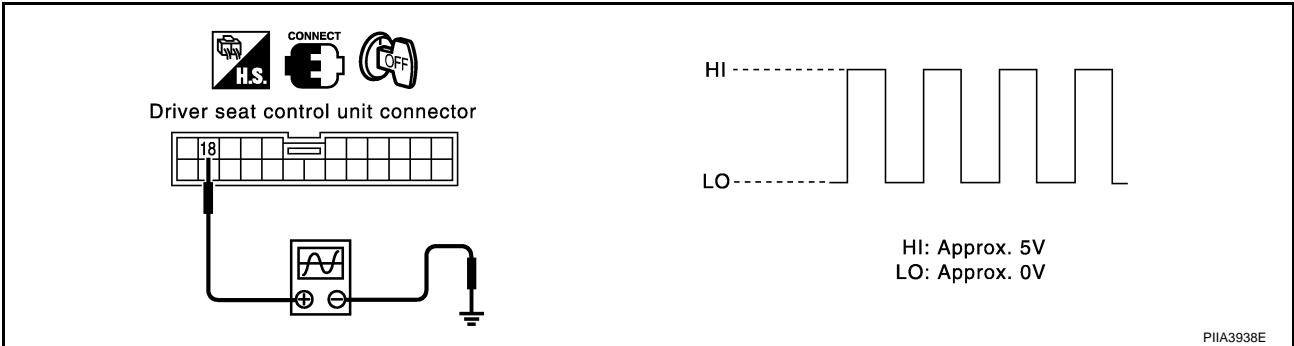 CONNECT
H.S.
OFF
Driver seat control unit connector
18
HI
LO
HI: Approx. 5V
LO: Approx. 0V
PIIA3938E